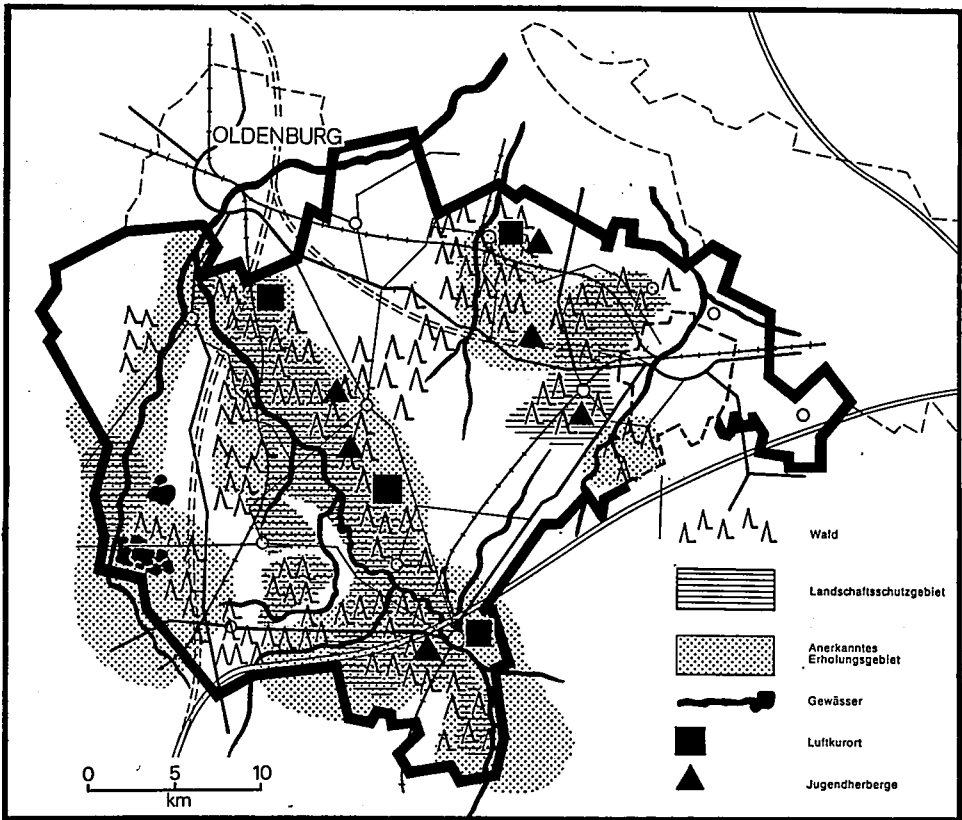 OLDENBURG
Wald
Landschaftsschutzgebiet
Anerkanntes
Erholungsgebiet
Gewässer
Luftkurort
Jugendherberge
0 5 10
km